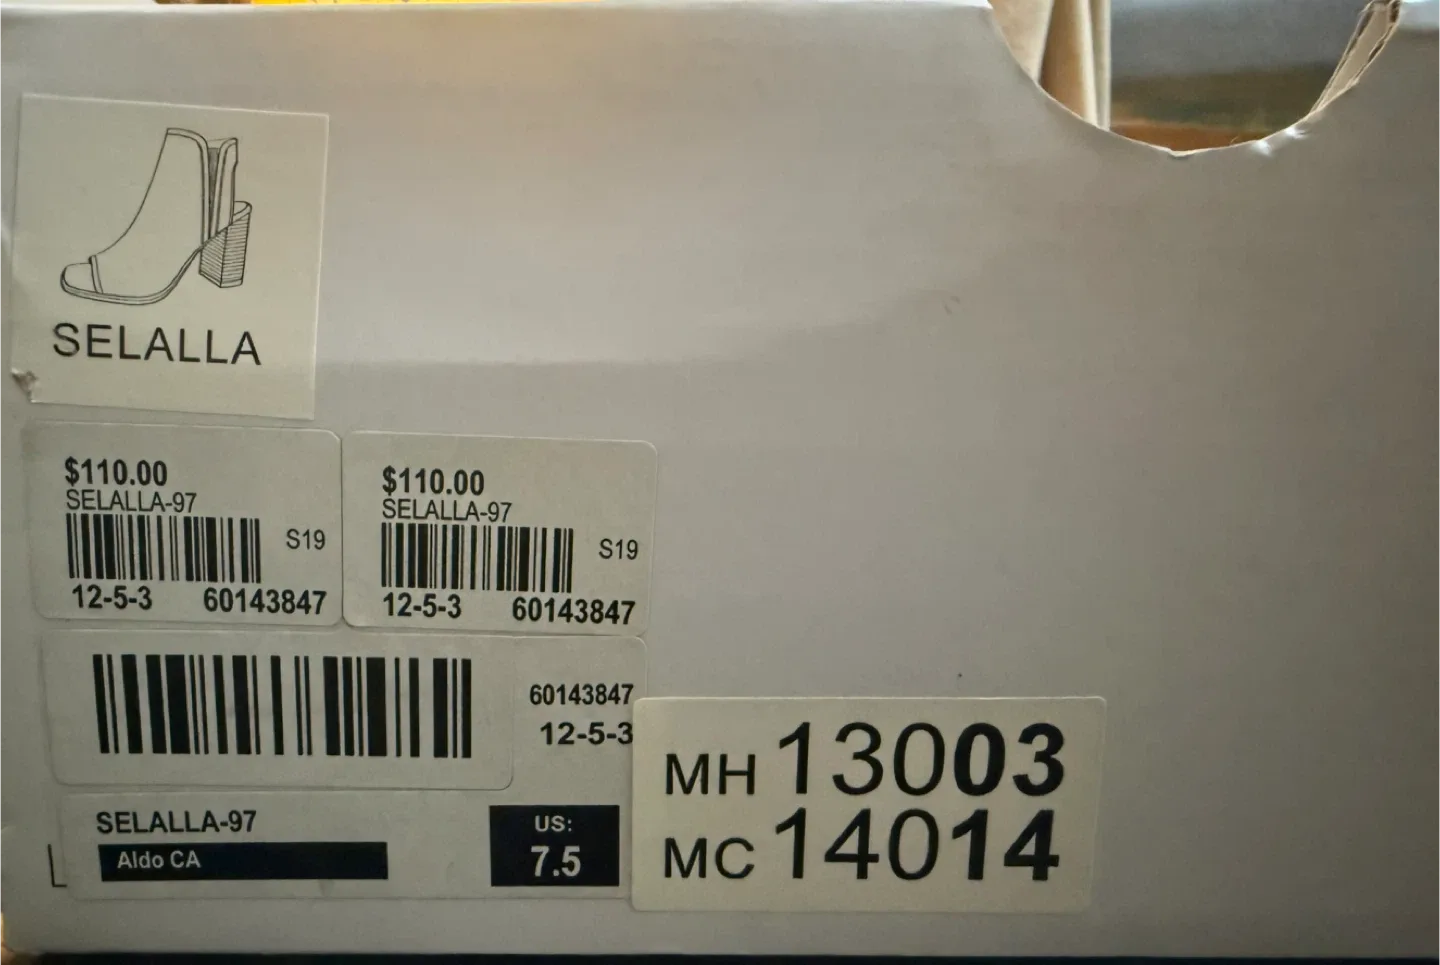 SELALLA
$110.00
SELALLA-97
S19
12-5-3 60143847
$110.00
SELALLA-97
S19
12-5-3 60143847
60143847
12-5-3
SELALLA-97
Aldo CA
US:
7.5
MH 13003
MC 14014